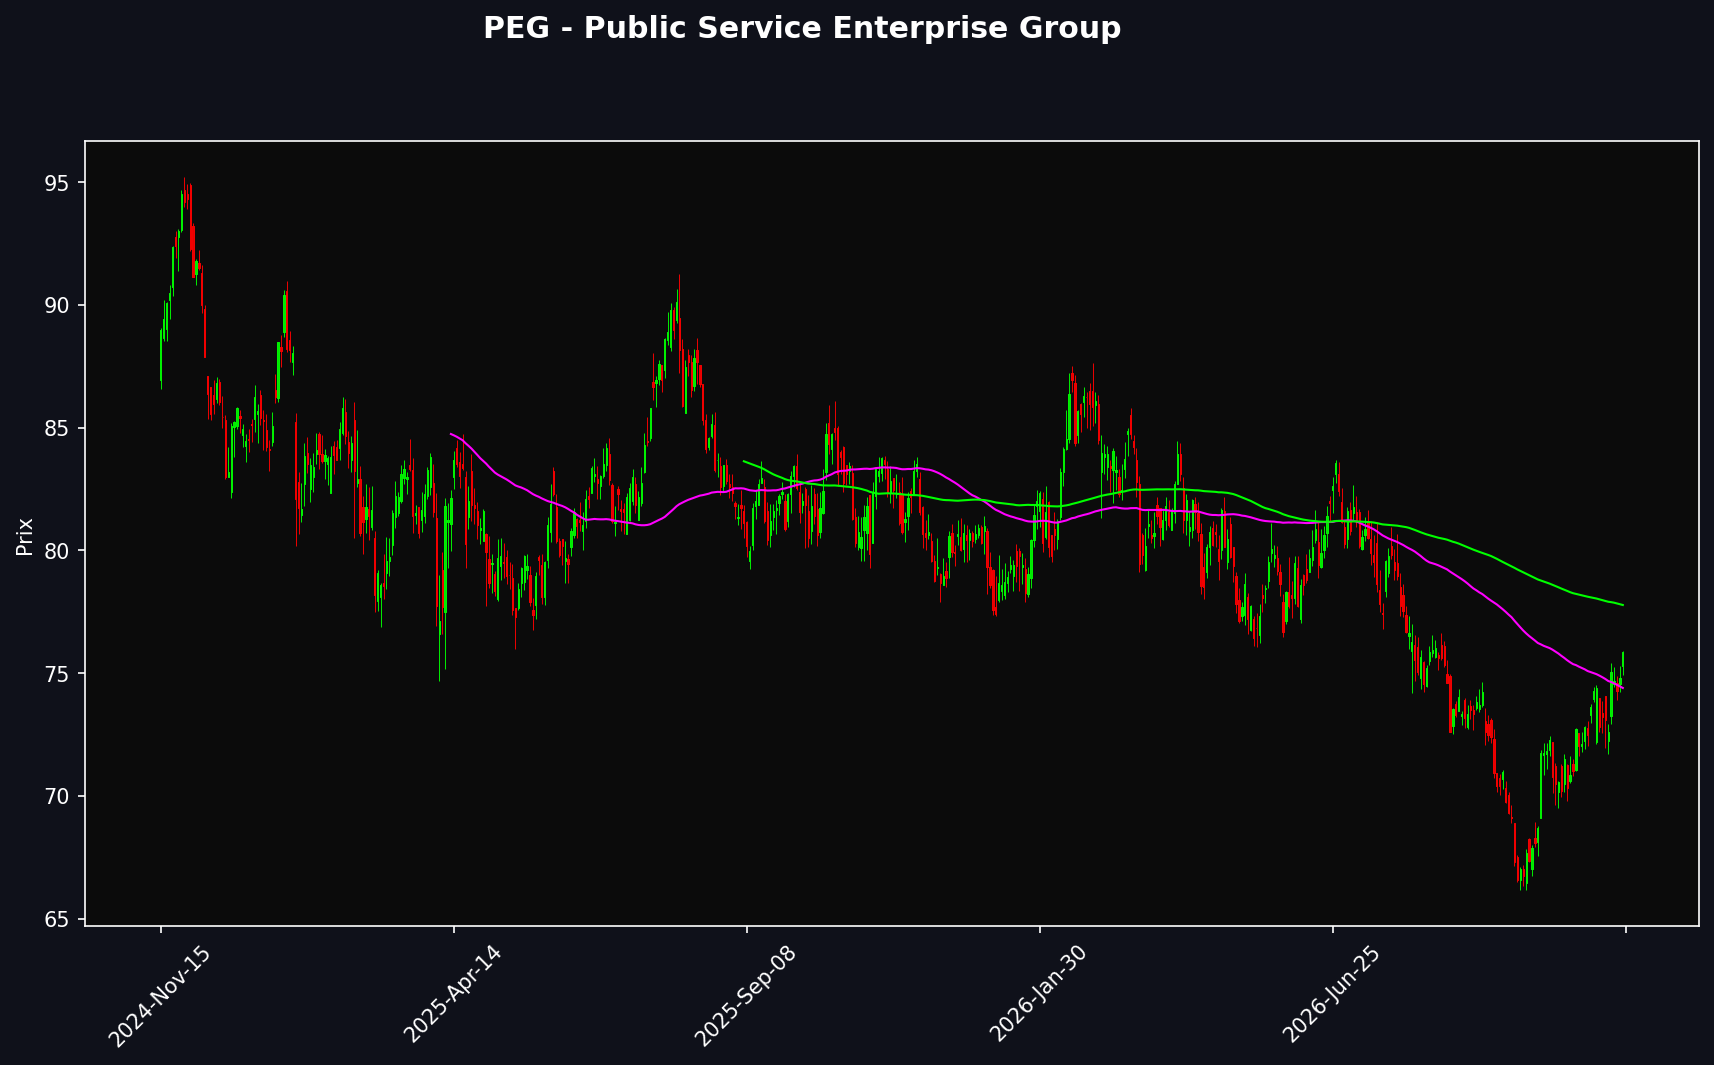 PEG - Public Service Enterprise Group
Prix
95
90
85
80
75
70
65
2024-Nov-15
2025-Apr-14
2025-Sep-08
2026-Jan-30
2026-Jun-25